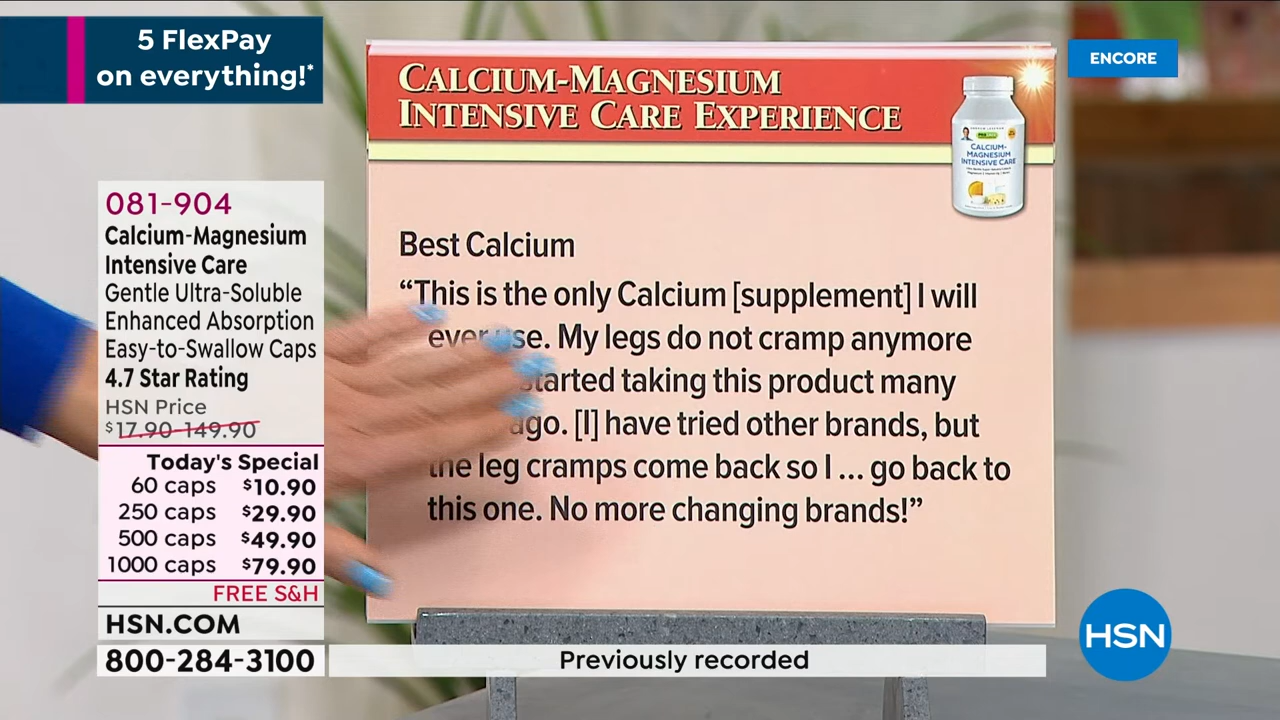 5 FlexPay
on everything!*
ENCORE
CALCIUM-MAGNESIUM
INTENSIVE CARE EXPERIENCE
CALCIUM-
MAGNESIUM
INTENSIVE CARE
Best Calcium
“This is the only Calcium [supplement] I will
ever use. My legs do not cramp anymore
started taking this product many
ago. [I] have tried other brands, but
the leg cramps come back so I ... go back to
this one. No more changing brands!”
081-904
Calcium-Magnesium
Intensive Care
Gentle Ultra-Soluble
Enhanced Absorption
Easy-to-Swallow Caps
4.7 Star Rating
HSN Price
$17.90-149.90
Today's Special
60 caps $10.90
250 caps $29.90
500 caps $49.90
1000 caps $79.90
FREE S&H
HSN.COM
800-284-3100
Previously recorded
HSN